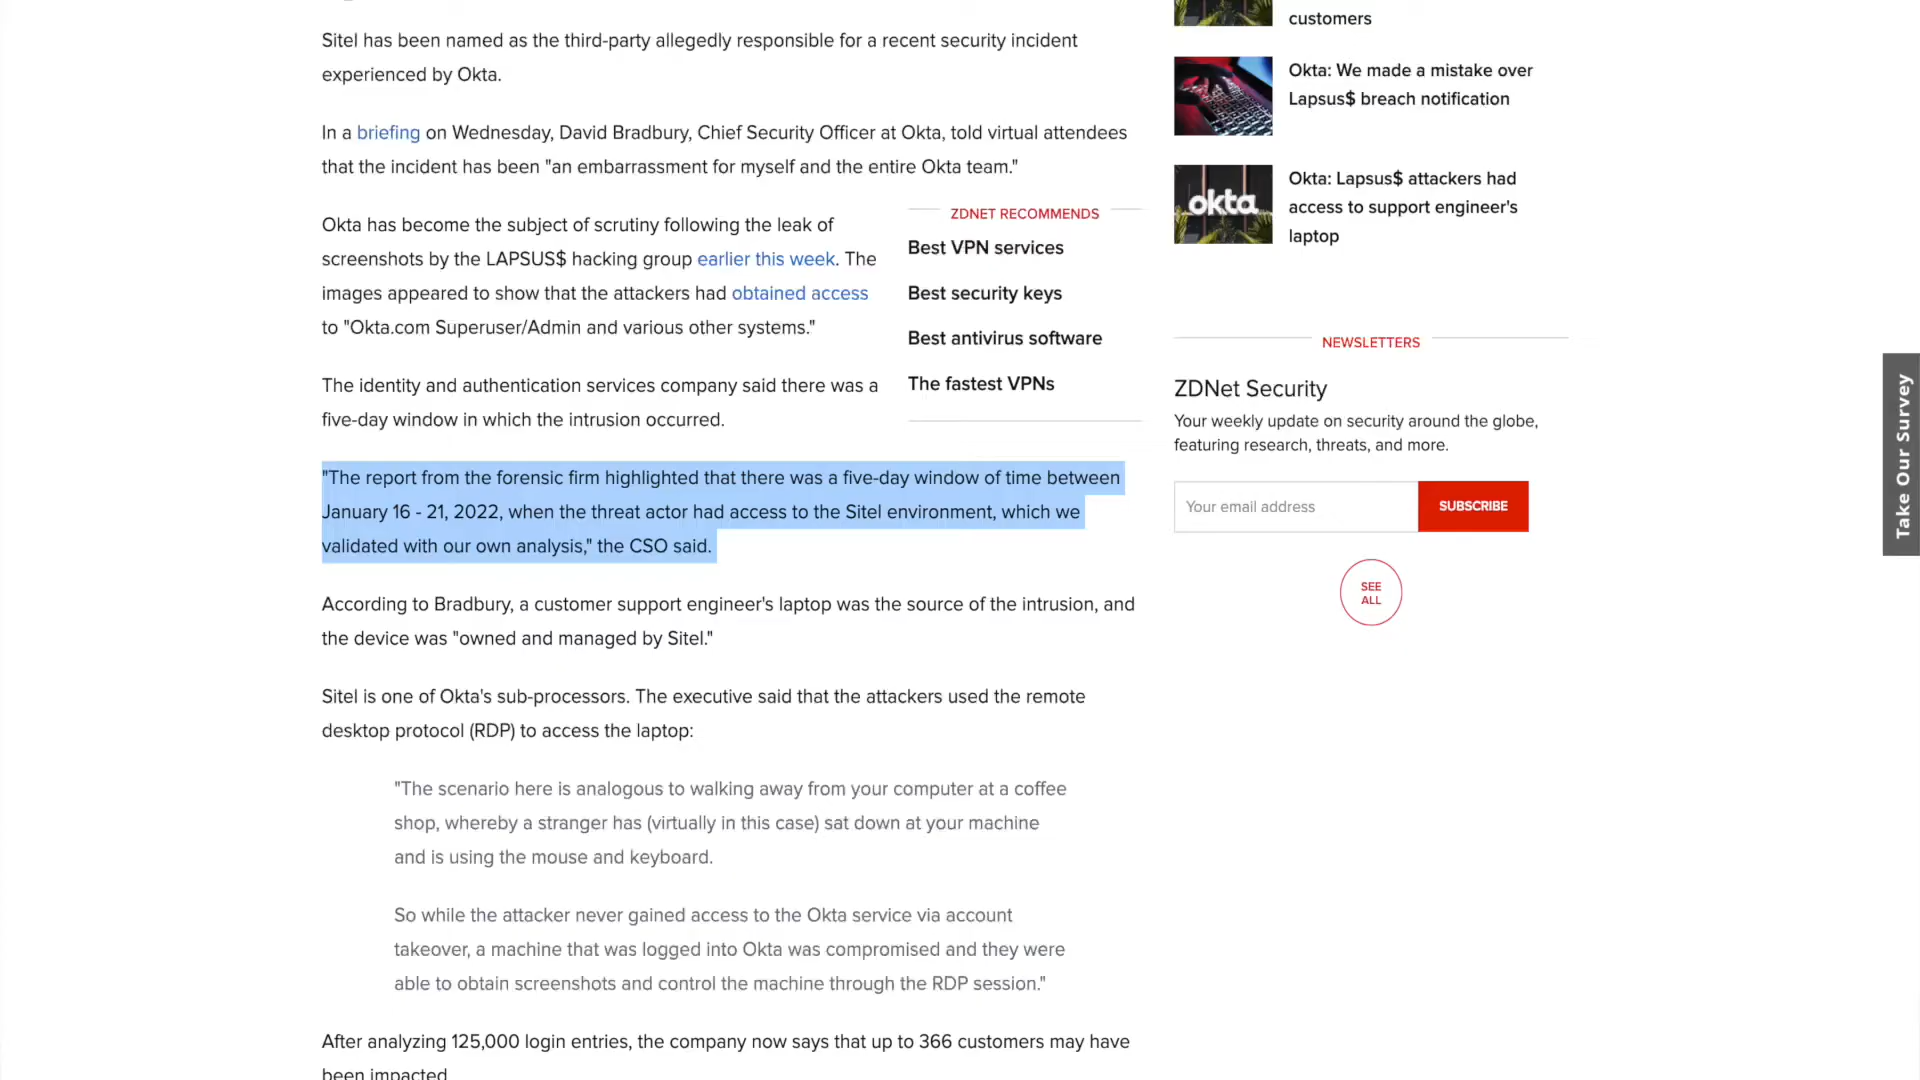 Sitel has been named as the third-party allegedly responsible for a recent security incident
experienced by Okta.
In a briefing on Wednesday, David Bradbury, Chief Security Officer at Okta, told virtual attendees
that the incident has been "an embarrassment for myself and the entire Okta team."
Okta has become the subject of scrutiny following the leak of
screenshots by the LAPSUS$ hacking group earlier this week. The
images appeared to show that the attackers had obtained access
to "Okta.com Superuser/Admin and various other systems."
The identity and authentication services company said there was a
five-day window in which the intrusion occurred.
ZDNET RECOMMENDS
Best VPN services
Best security keys
Best antivirus software
The fastest VPNs
"The report from the forensic firm highlighted that there was a five-day window of time between
January 16 - 21, 2022, when the threat actor had access to the Sitel environment, which we
validated with our own analysis," the CSO said.
According to Bradbury, a customer support engineer's laptop was the source of the intrusion, and
the device was "owned and managed by Sitel."
Sitel is one of Okta's sub-processors. The executive said that the attackers used the remote
desktop protocol (RDP) to access the laptop:
"The scenario here is analogous to walking away from your computer at a coffee
shop, whereby a stranger has (virtually in this case) sat down at your machine
and is using the mouse and keyboard.
So while the attacker never gained access to the Okta service via account
takeover, a machine that was logged into Okta was compromised and they were
able to obtain screenshots and control the machine through the RDP session."
After analyzing 125,000 login entries, the company now says that up to 366 customers may have
been impacted
customers
Okta: We made a mistake over
Lapsus$ breach notification
okta
Okta: Lapsus$ attackers had
access to support engineer's
laptop
NEWSLETTERS
ZDNet Security
Your weekly update on security around the globe,
featuring research, threats, and more.
Your email address
SUBSCRIBE
SEE
ALL
Take Our Survey